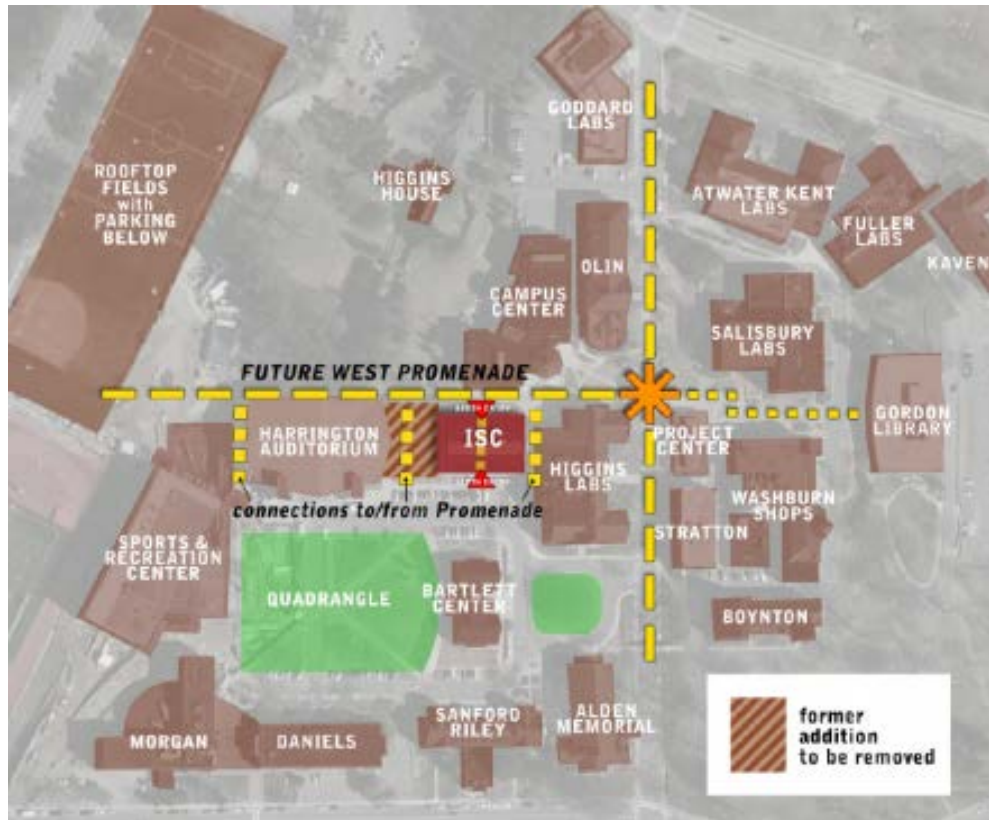 GODDARD
LABS
ROOFTOP
FIELDS
with
PARKING
BELOW
HIGGINS
HOUSE
ATWATER KENT
LABS
FULLER
LABS
KAVEN
OLIN
CAMPUS
CENTER
SALISBURY
LABS
FUTURE WEST PROMENADE
GORDON
LIBRARY
HARRINGTON
AUDITORIUM
ISC
PROJECT
CENTER
HIGGINS
LABS
WASHBURN
SHOPS
connections to/from Promenade
STRATTON
SPORTS &
RECREATION
CENTER
QUADRANGLE
BARTLETT
CENTER
BOYNTON
SANFORD
RILEY
ALDEN
MEMORIAL
MORGAN
DANIELS
former
addition
to be removed